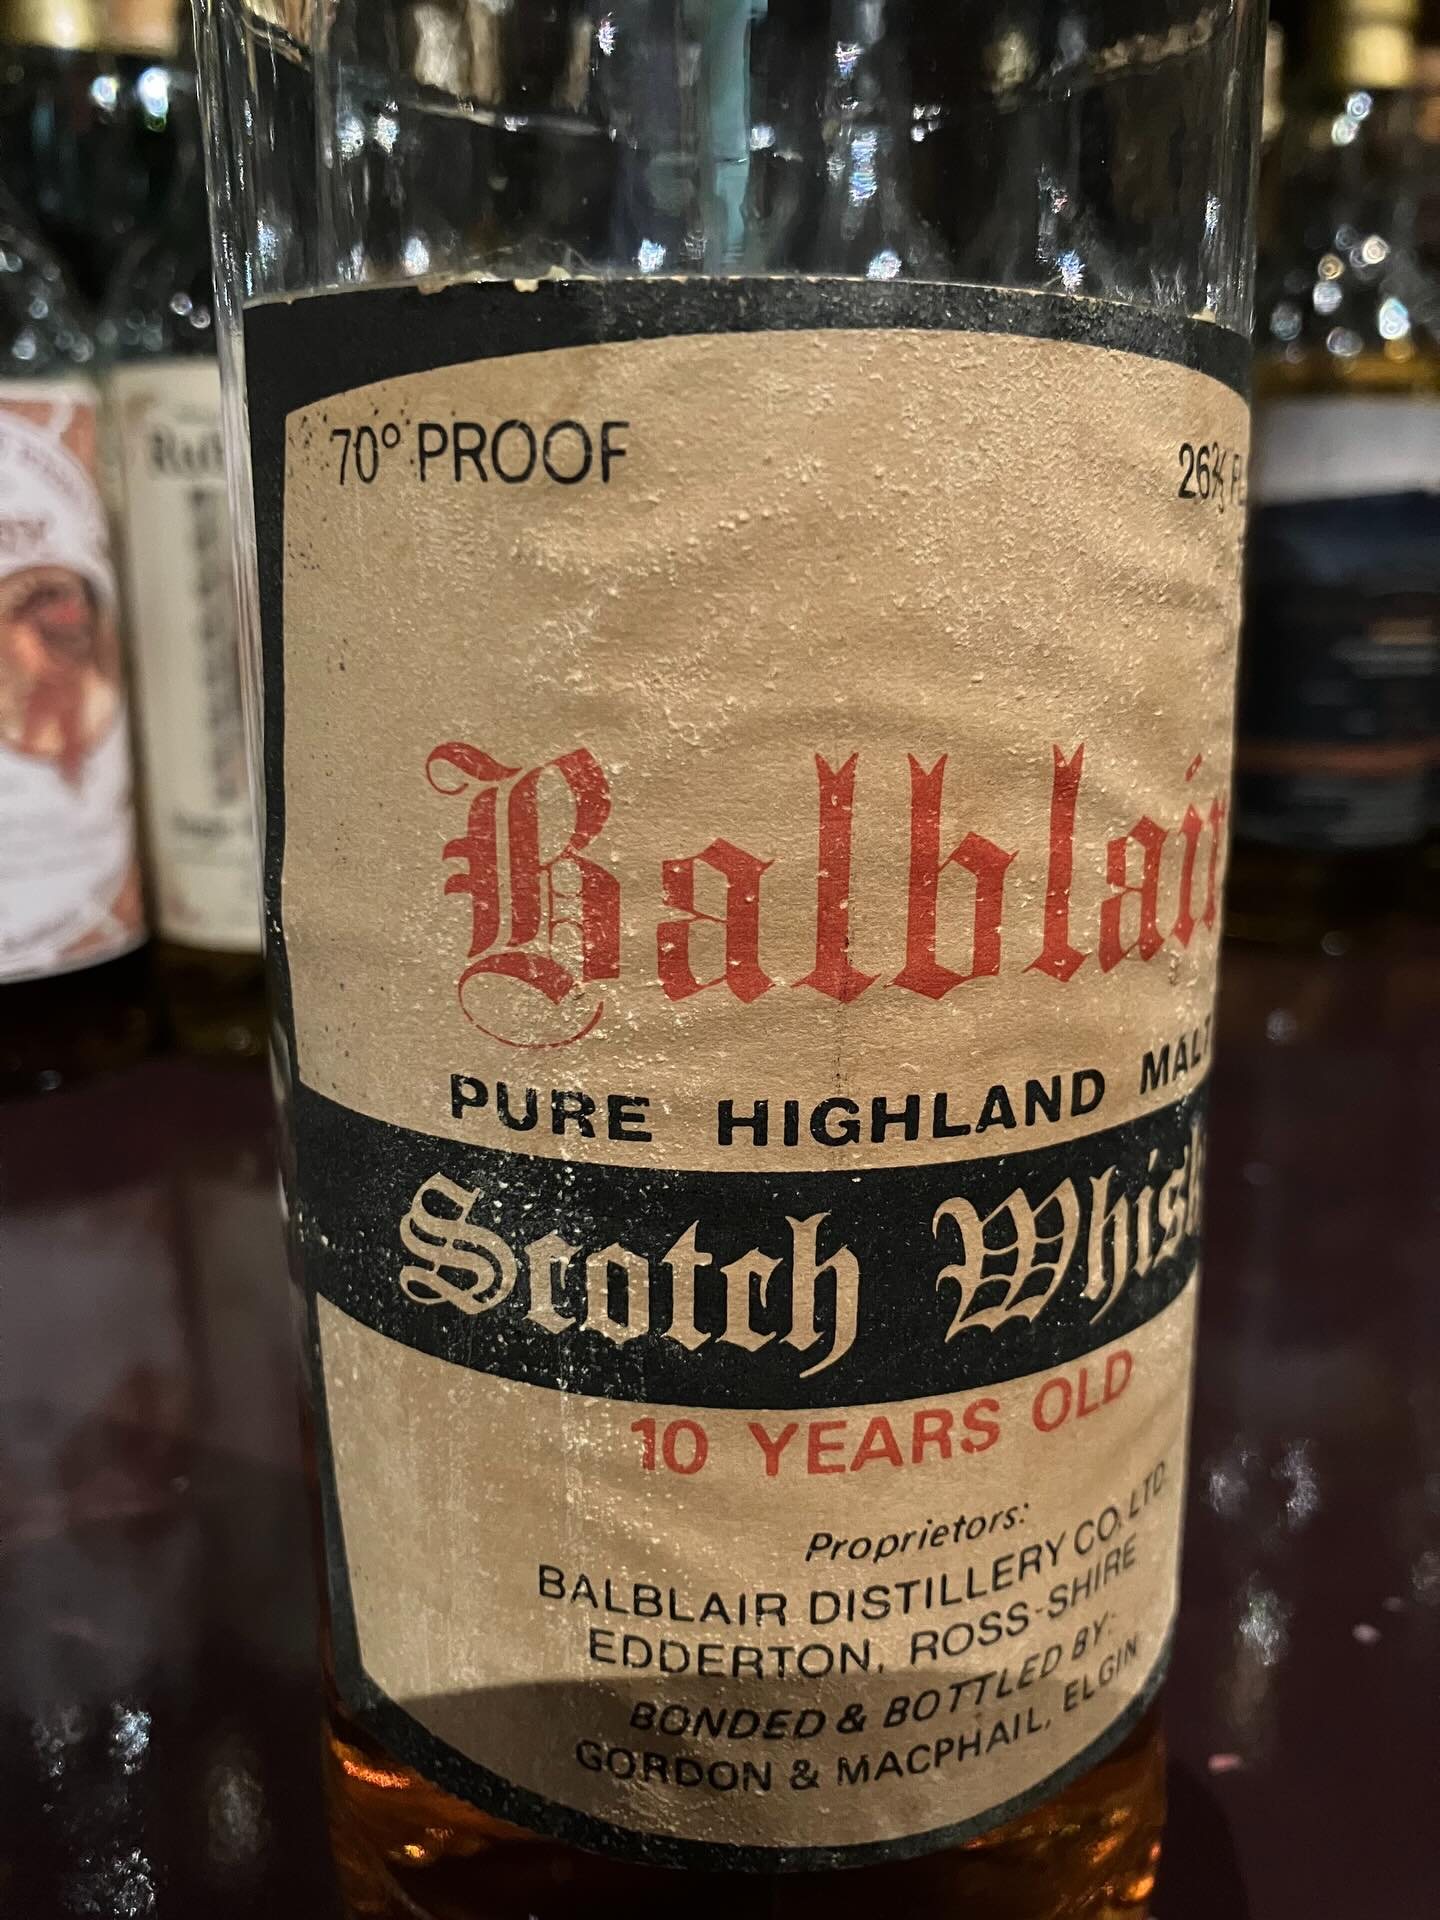 70° PROOF
26⅔ FL
Balblair
PURE HIGHLAND MALT
Scotch Whisk
10 YEARS OLD
Proprietors:
BALBLAIR DISTILLERY CO. LTD.
EDDERTON, ROSS-SHIRE
BONDED & BOTTLED BY:
GORDON & MACPHAIL, ELGIN